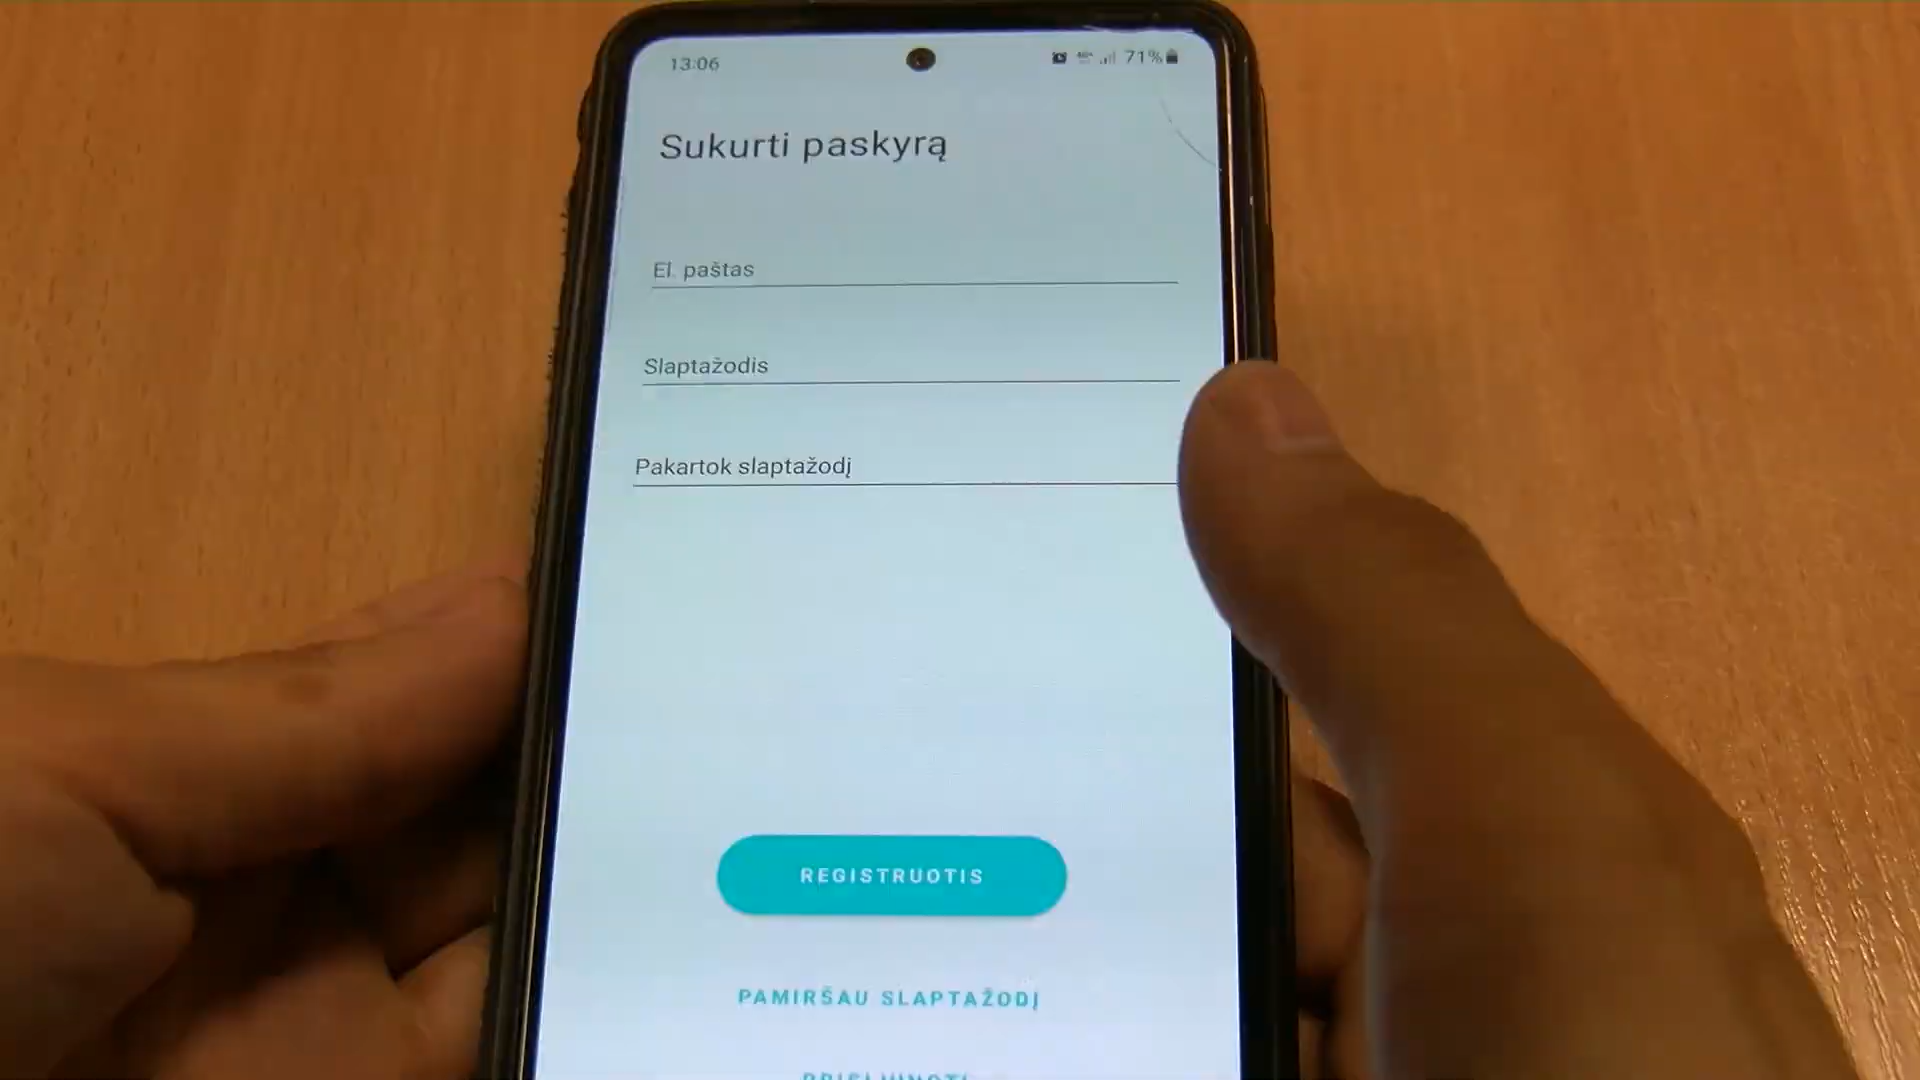 13:06
71%
Sukurti paskyrą
El. paštas
Slaptažodis
Pakartok slaptažodį
REGISTRUOTIS
PAMIRŠAU SLAPTAŽODĮ